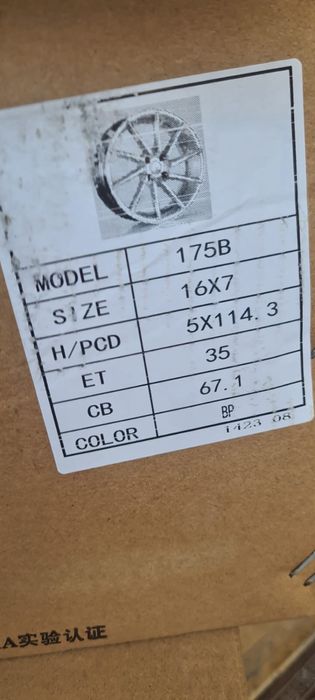 MODEL 175B
SIZE 16X7
H/PCD 5X114.3
ET 35
CB 67.1
COLOR BP
1423 08
A实验认证